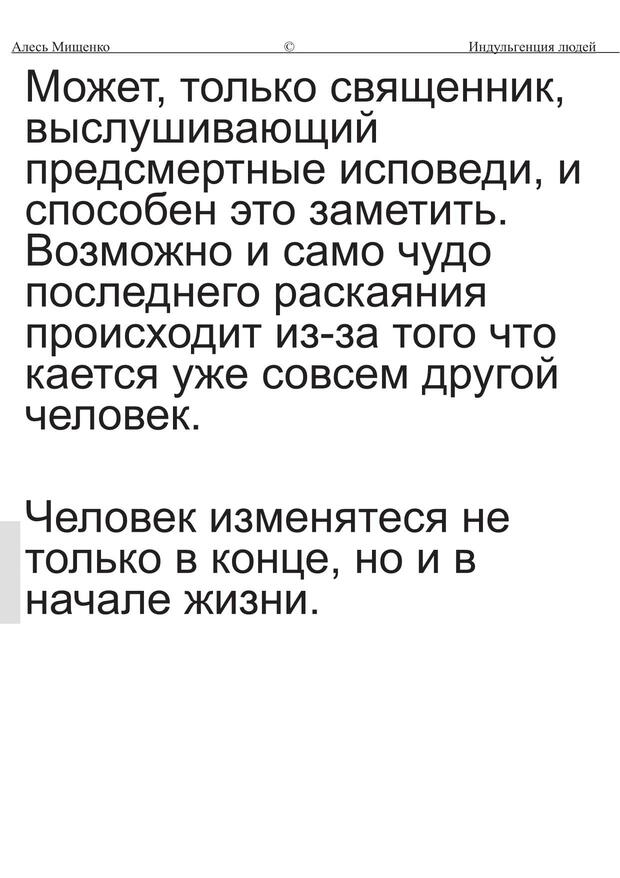 Алесь Мищенко © Индульгенция людей
Может, только священник,
выслушивающий
предсмертные исповеди, и
способен это заметить.
Возможно и само чудо
последнего раскаяния
происходит из-за того что
кается уже совсем другой
человек.
Человек изменятеся не
только в конце, но и в
начале жизни.